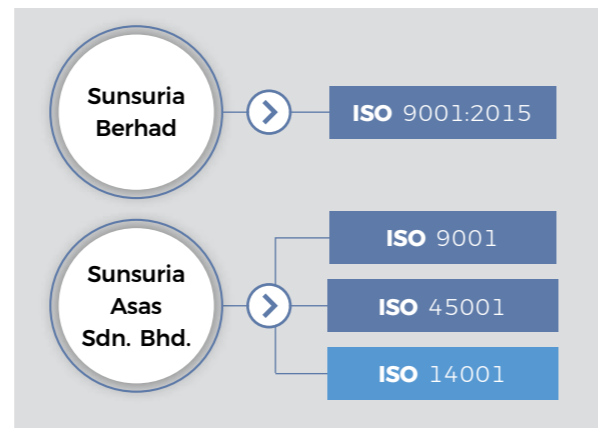 Sunsuria
Berhad
ISO 9001:2015
Sunsuria
Asas
Sdn. Bhd.
ISO 9001
ISO 45001
ISO 14001